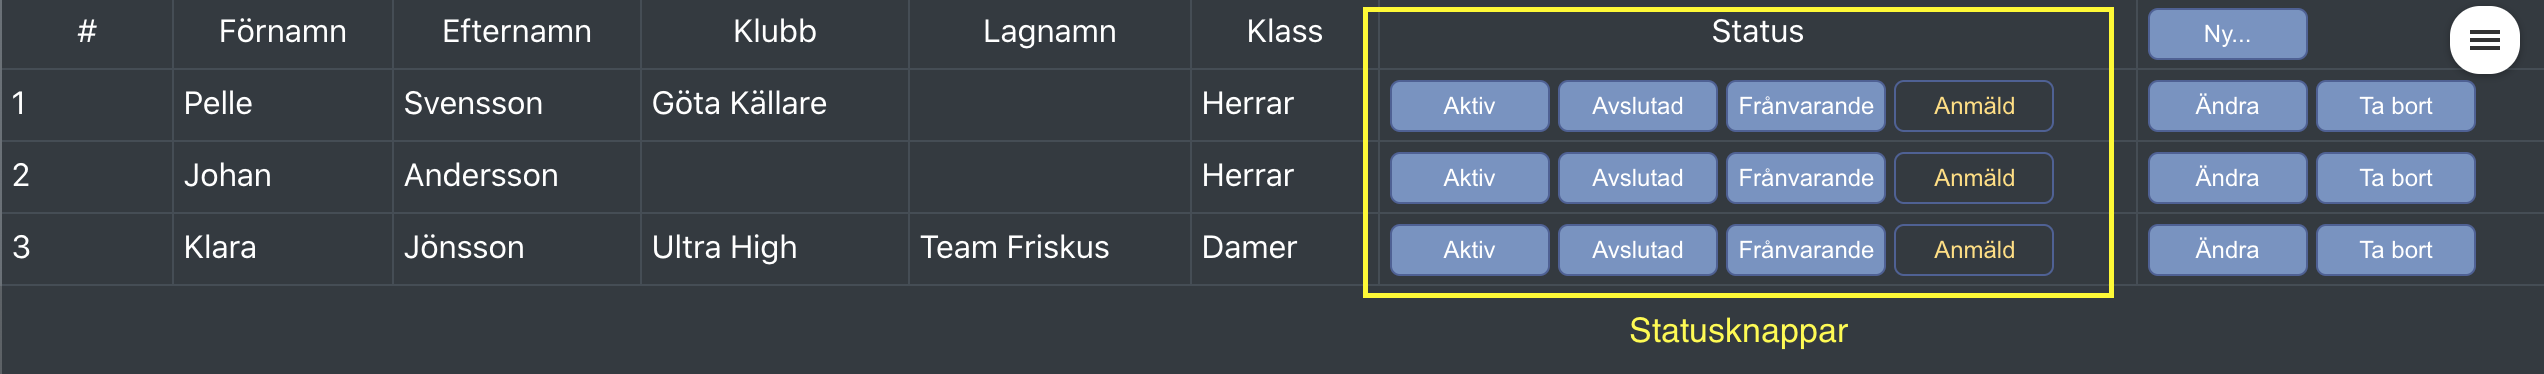 # Förnamn Efternamn Klubb Lagnamn Klass Status Ny...
1 Pelle Svensson Göta Källare Herrar Aktiv Avslutad Frånvarande Anmäld Ändra Ta bort
2 Johan Andersson Herrar Aktiv Avslutad Frånvarande Anmäld Ändra Ta bort
3 Klara Jönsson Ultra High Team Friskus Damer Aktiv Avslutad Frånvarande Anmäld Ändra Ta bort
Statusknappar